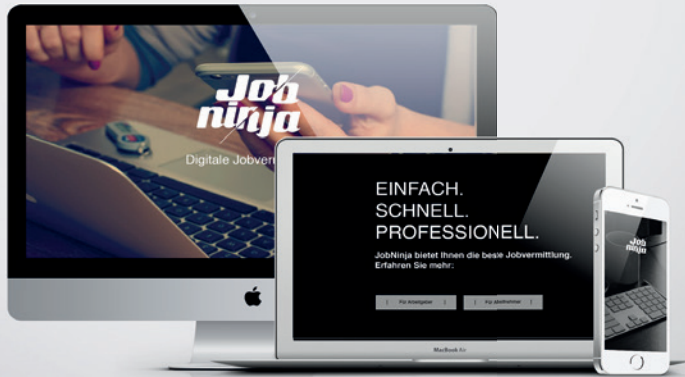 Job
ninja
Digitale Jobver
EINFACH.
SCHNELL.
PROFESSIONELL.
JobNinja bietet Ihnen die beste Jobvermittlung.
Erfahren Sie mehr:
[ Für Arbeitgeber ] [ Für Arbeitnehmer ]
MacBook Air
Job
ninja